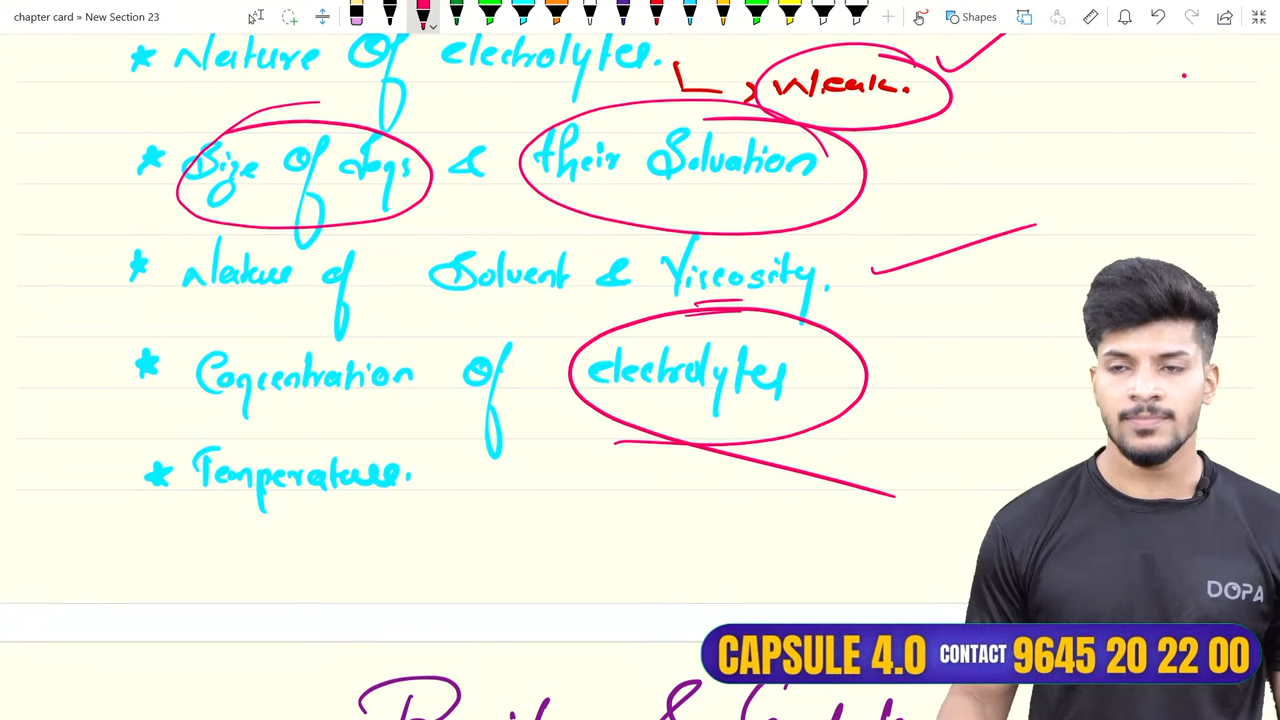 chapter card » New Section 23
Shapes
* Nature Of electrolytes.
Weak.
* Size Of Ions & their Solvation
* Nature of Solvent & Viscosity.
* Concentration of electrolytes
* Temperature.
DOPA
CAPSULE 4.0 CONTACT 9645 20 22 00
&